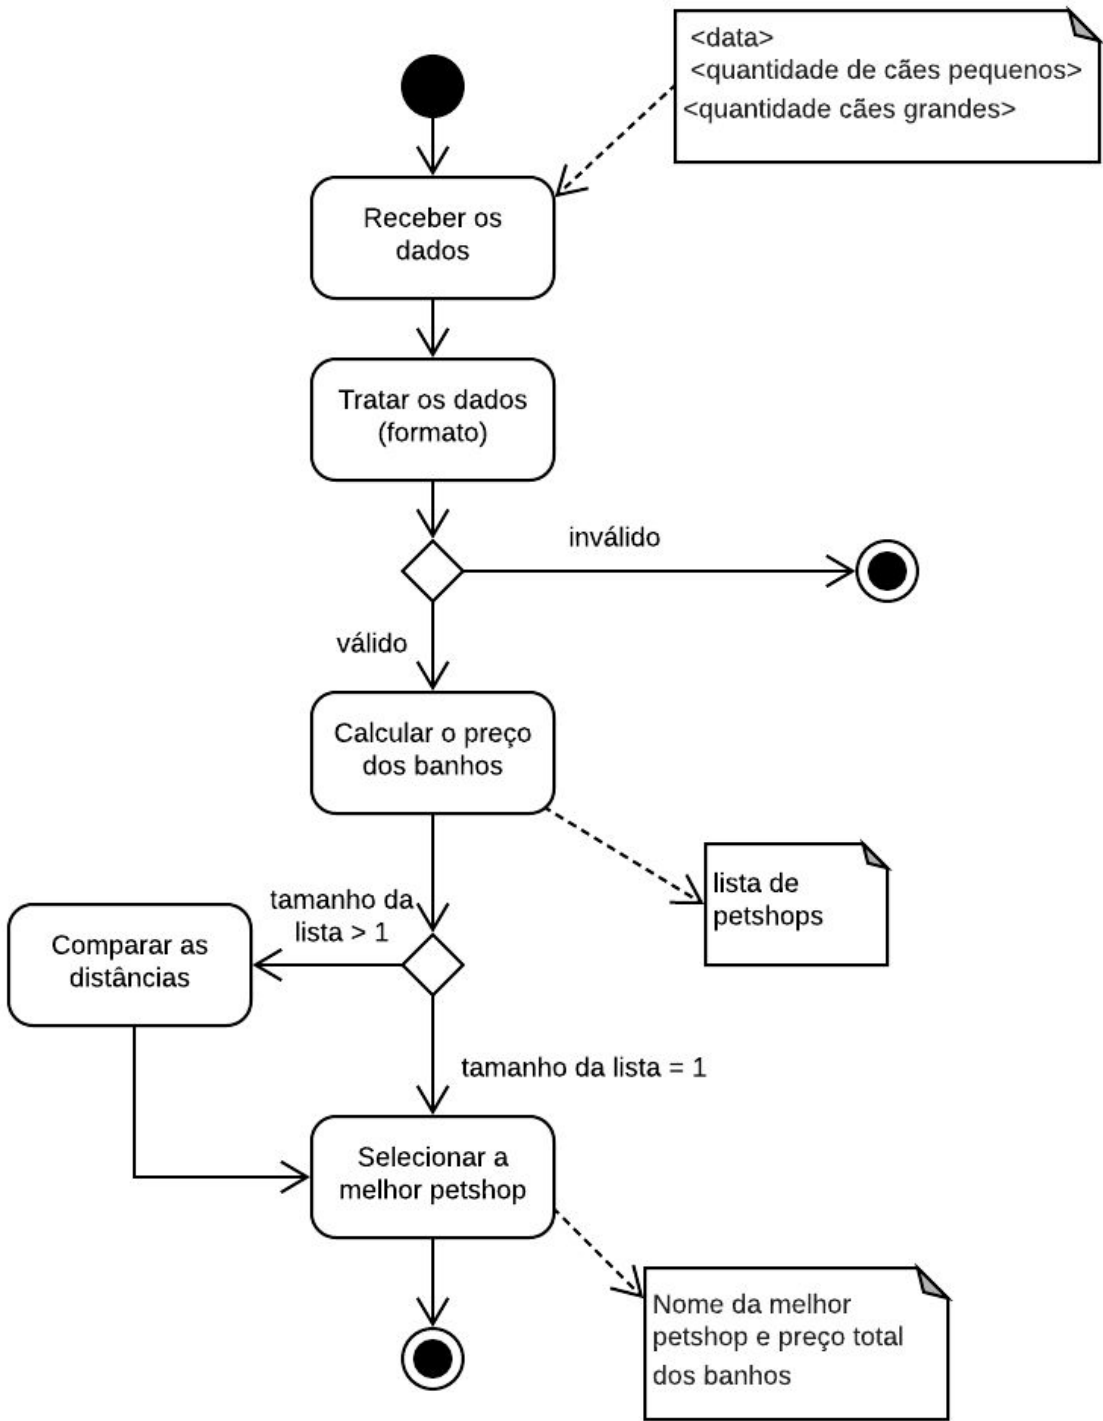 <data>
<quantidade de cães pequenos>
<quantidade cães grandes>
Receber os
dados
Tratar os dados
(formato)
inválido
válido
Calcular o preço
dos banhos
lista de
petshops
tamanho da
lista > 1
Comparar as
distâncias
tamanho da lista = 1
Selecionar a
melhor petshop
Nome da melhor
petshop e preço total
dos banhos